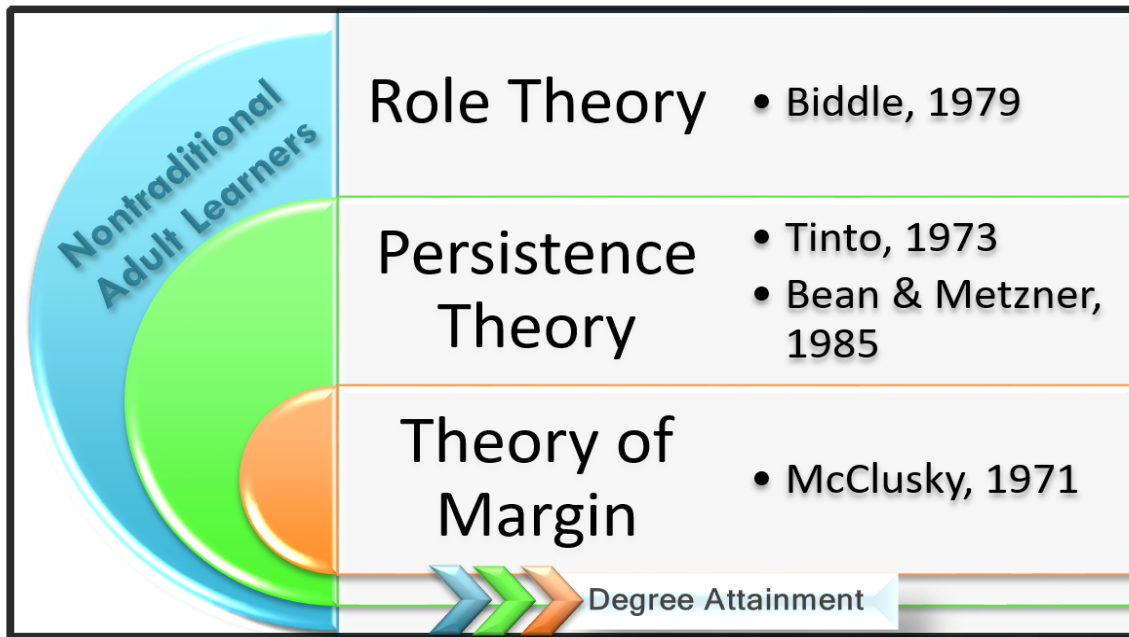 Nontraditional
Adult Learners
Role Theory
• Biddle, 1979
Persistence
Theory
• Tinto, 1973
• Bean & Metzner,
1985
Theory of
Margin
• McClusky, 1971
Degree Attainment